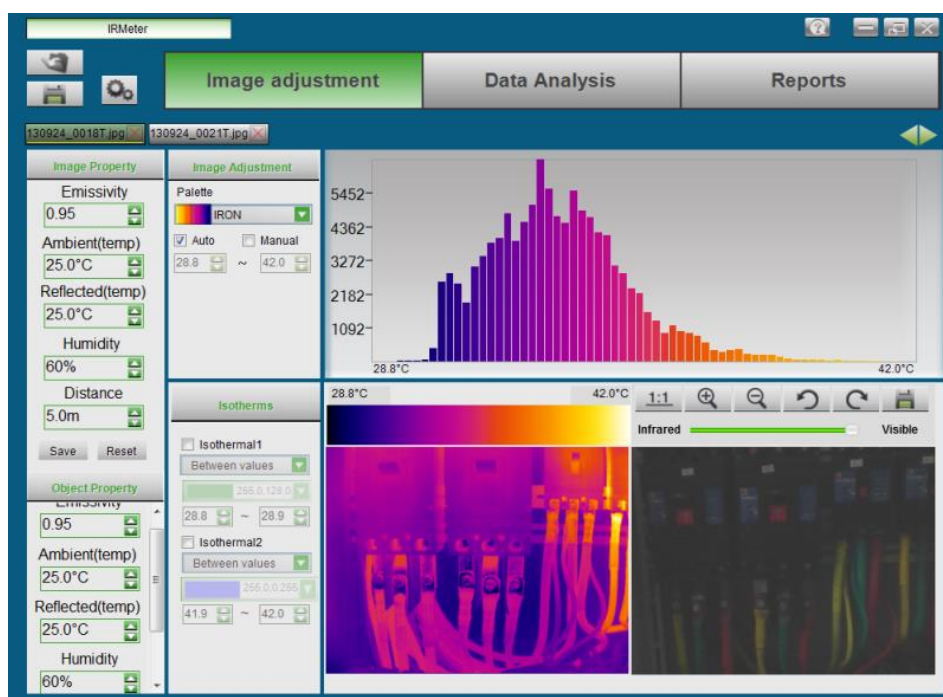 IRMeter
Image adjustment
Data Analysis
Reports
130924_0018T.jpg
130924_0021T.jpg
Image Property
Emissivity
0.95
Ambient(temp)
25.0°C
Reflected(temp)
25.0°C
Humidity
60%
Distance
5.0m
Save Reset
Object Property
Emissivity
0.95
Ambient(temp)
25.0°C
Reflected(temp)
25.0°C
Humidity
60%
Image Adjustment
Palette
IRON
Auto Manual
28.8 ~ 42.0
Isotherms
Isothermal1
Between values
255,0,128,0
28.8 ~ 28.9
Isothermal2
Between values
255,0,0,255
41.9 ~ 42.0
5452
4362
3272
2182
1092
28.8°C 42.0°C
28.8°C 42.0°C
1:1
Infrared Visible